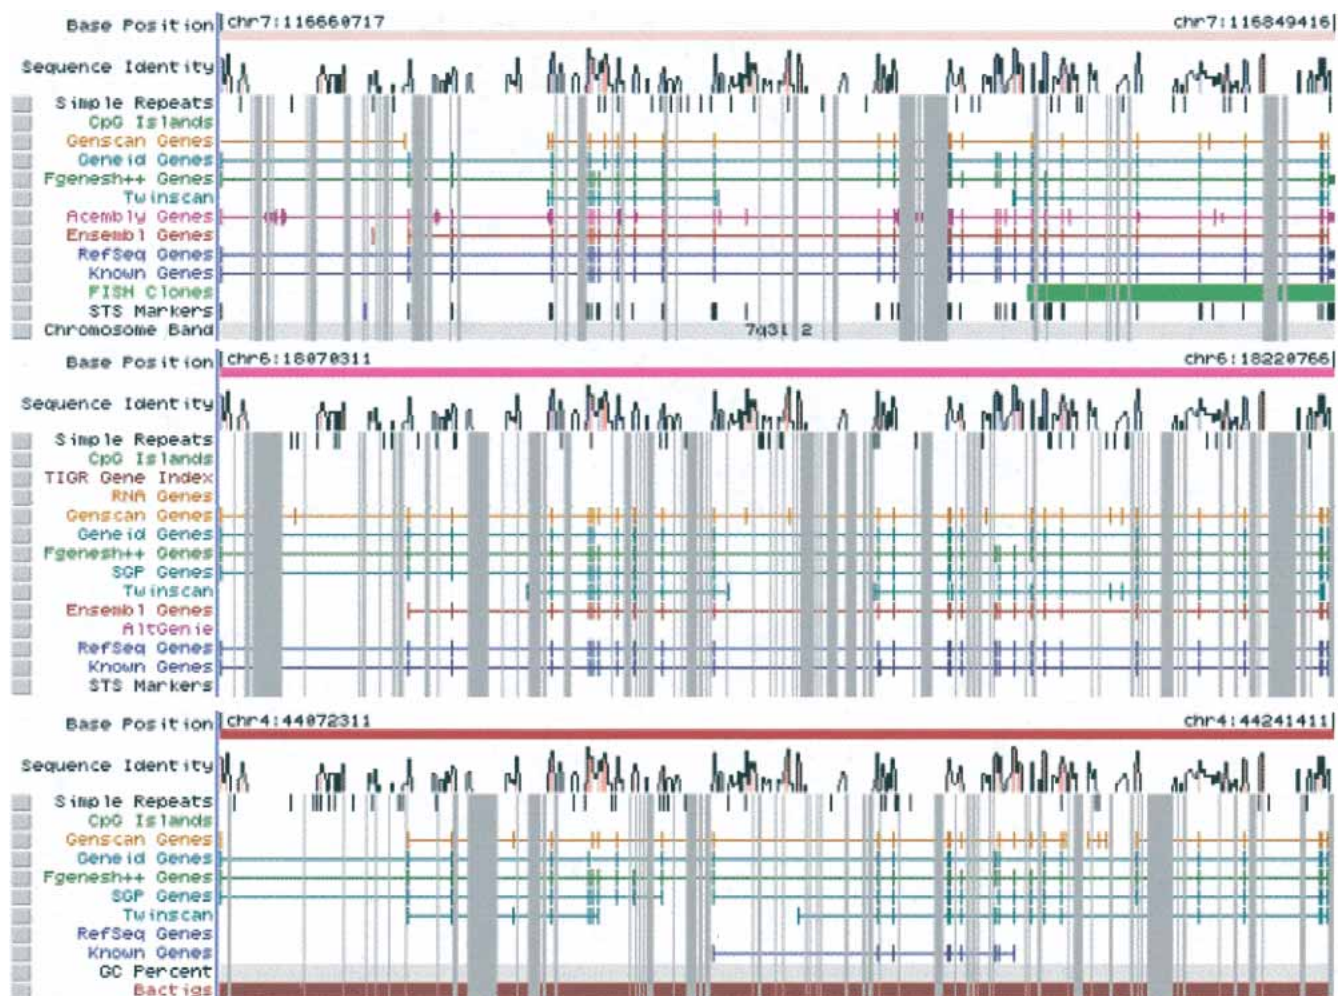 Base Position chr7:116660717 chr7:116849416
Sequence Identity
Simple Repeats
CpG Islands
Genscan Genes
Geneid Genes
Fgenesh++ Genes
Twinscan
Acembly Genes
Ensembl Genes
RefSeq Genes
Known Genes
FISH Clones
STS Markers
Chromosome Band 7q31.2
Base Position chr6:18070311 chr6:18220766
Sequence Identity
Simple Repeats
CpG Islands
TIGR Gene Index
RNA Genes
Genscan Genes
Geneid Genes
Fgenesh++ Genes
SGP Genes
Twinscan
Ensembl Genes
AltGenie
RefSeq Genes
Known Genes
STS Markers
Base Position chr4:44072311 chr4:44241411
Sequence Identity
Simple Repeats
CpG Islands
Genscan Genes
Geneid Genes
Fgenesh++ Genes
SGP Genes
Twinscan
RefSeq Genes
Known Genes
GC Percent
Bactigs